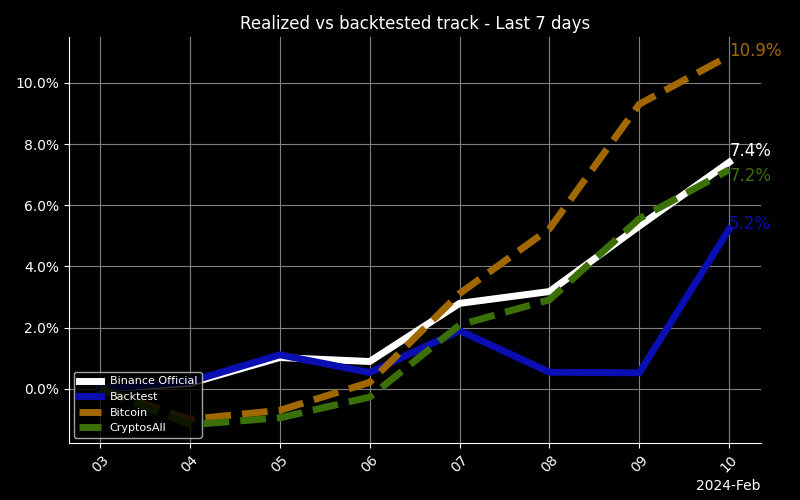 Realized vs backtested track - Last 7 days
10.9%
10.0%
8.0%
7.4%
7.2%
6.0%
5.2%
4.0%
2.0%
0.0%
Binance Official
Backtest
Bitcoin
CryptosAll
03 04 05 06 07 08 09 10
2024-Feb